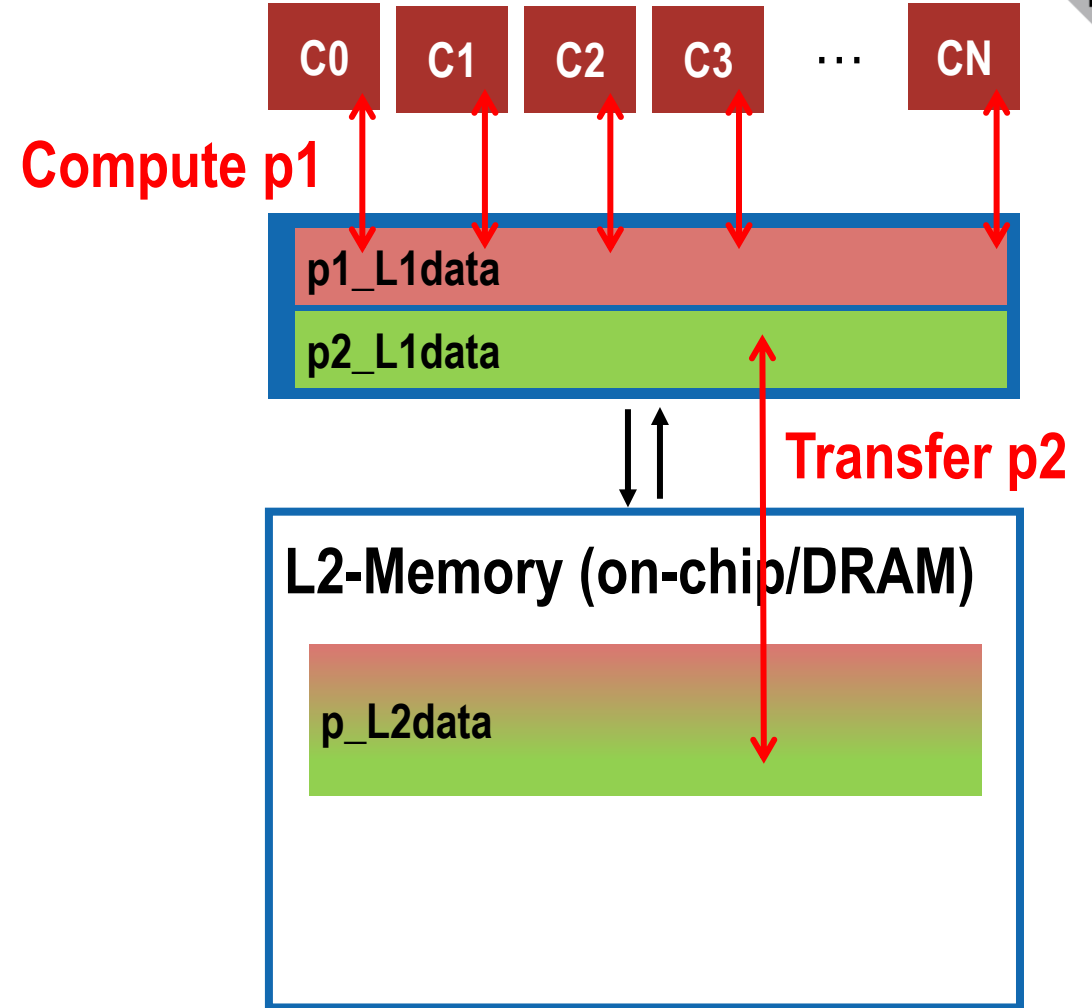 C0 C1 C2 C3 … CN
Compute p1
p1_L1data
p2_L1data
Transfer p2
L2-Memory (on-chip/DRAM)
p_L2data